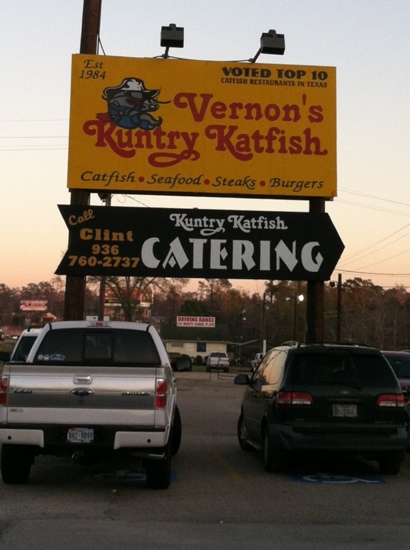 Est
1984
VOTED TOP 10
CATFISH RESTAURANTS IN TEXAS
Vernon's
Kuntry Katfish
Catfish • Seafood • Steaks • Burgers
Call
Clint
936
760-2737
Kuntry Katfish
CATERING
DRIVING RANGE